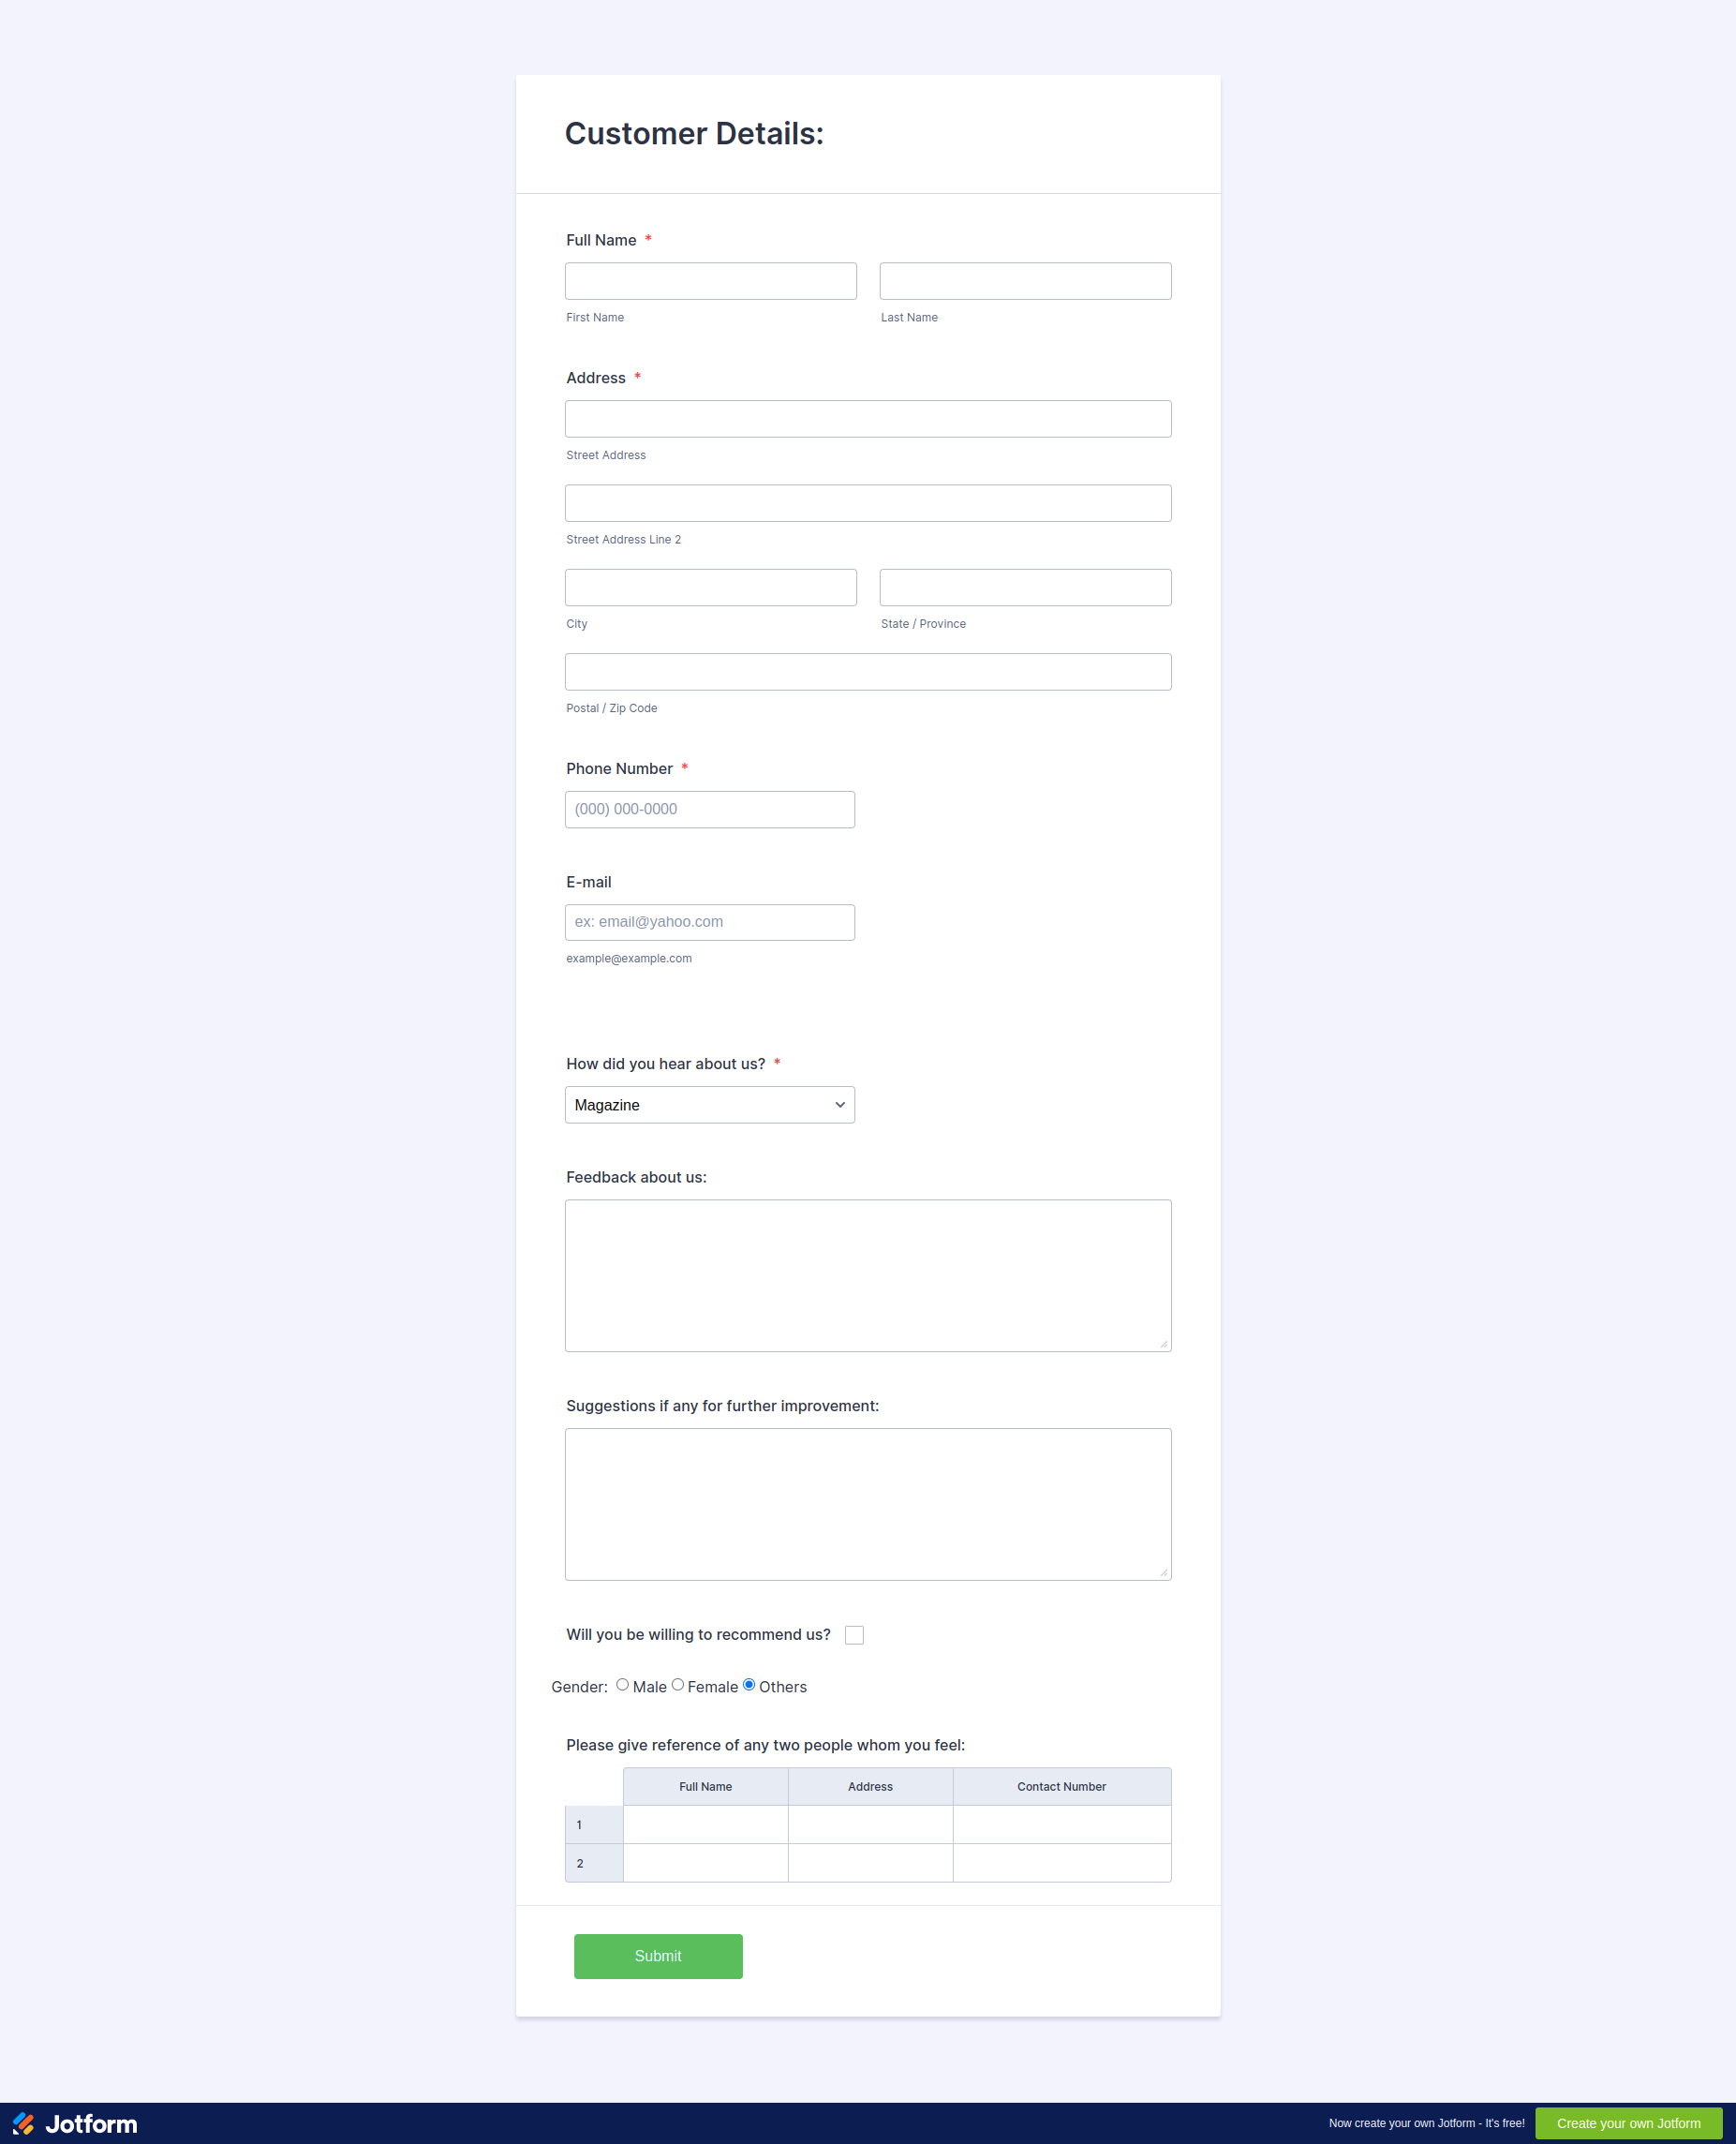 Customer Details:
Full Name *
First Name Last Name
Address *
Street Address
Street Address Line 2
City State / Province
Postal / Zip Code
Phone Number *
(000) 000-0000
E-mail
ex: email@yahoo.com
example@example.com
How did you hear about us? *
Magazine
Feedback about us:
Suggestions if any for further improvement:
Will you be willing to recommend us?
Gender: Male Female Others
Please give reference of any two people whom you feel:
Full Name Address Contact Number
1
2
Submit
Jotform Now create your own Jotform - It's free! Create your own Jotform